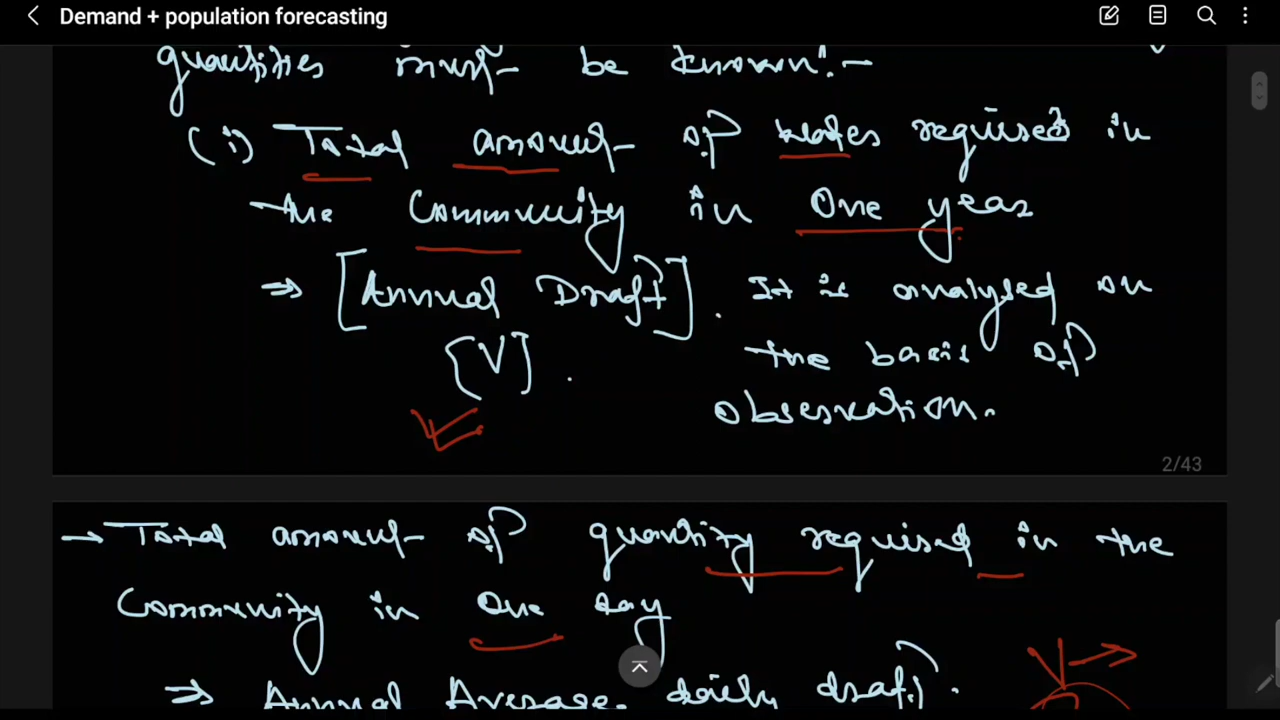 Demand + population forecasting
quantities must be known:-
(i) Total amount of water required in
the Community in One year
⇒ [Annual Draft]. It is analysed on
[V]. the basis of
observation.
2/43
→ Total amount of quantity required in the
Community in One day
⇒ Annual Average daily draft.
V →